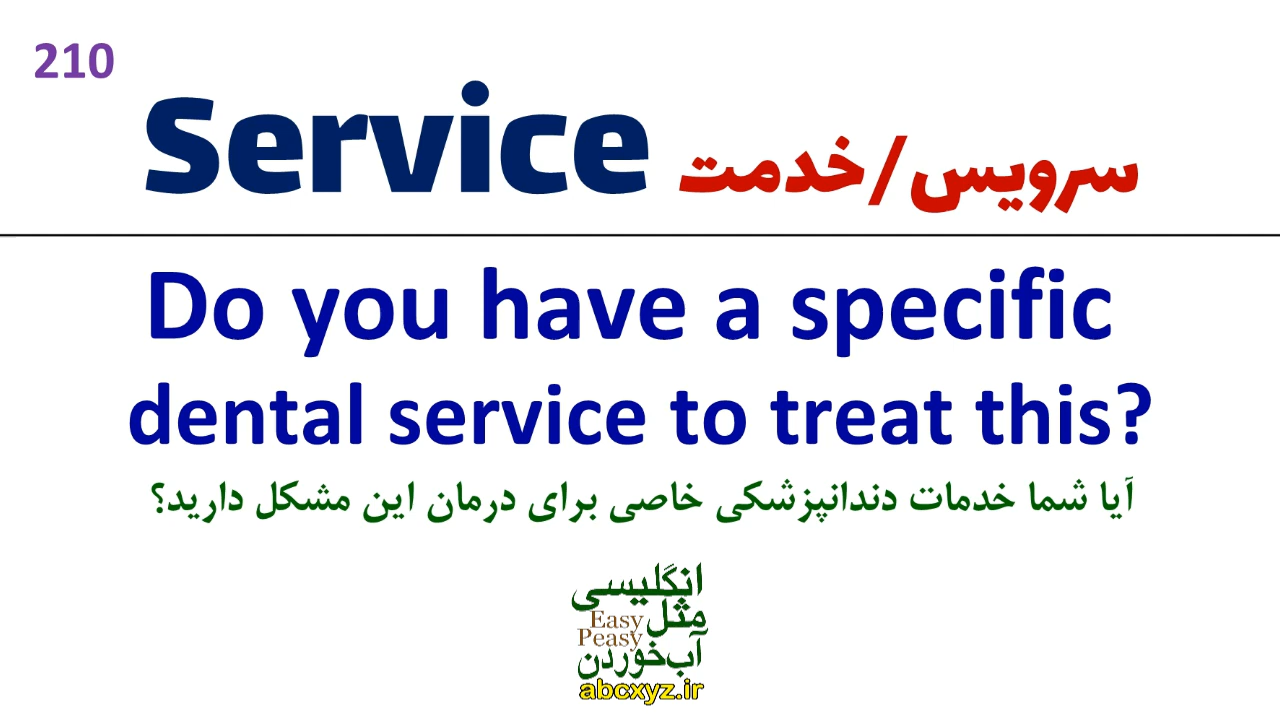 210
Service سرویس/خدمت
Do you have a specific
dental service to treat this?
آیا شما خدمات دندانپزشکی خاصی برای درمان این مشکل دارید؟
انگلیسی
مثل
Easy
Peasy
آب‌خوردن
abcxyz.ir